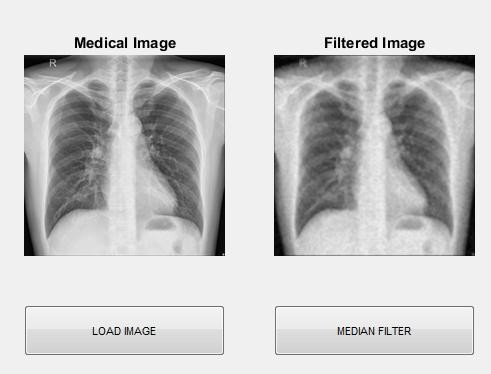 Medical Image
Filtered Image
R
R
LOAD IMAGE
MEDIAN FILTER